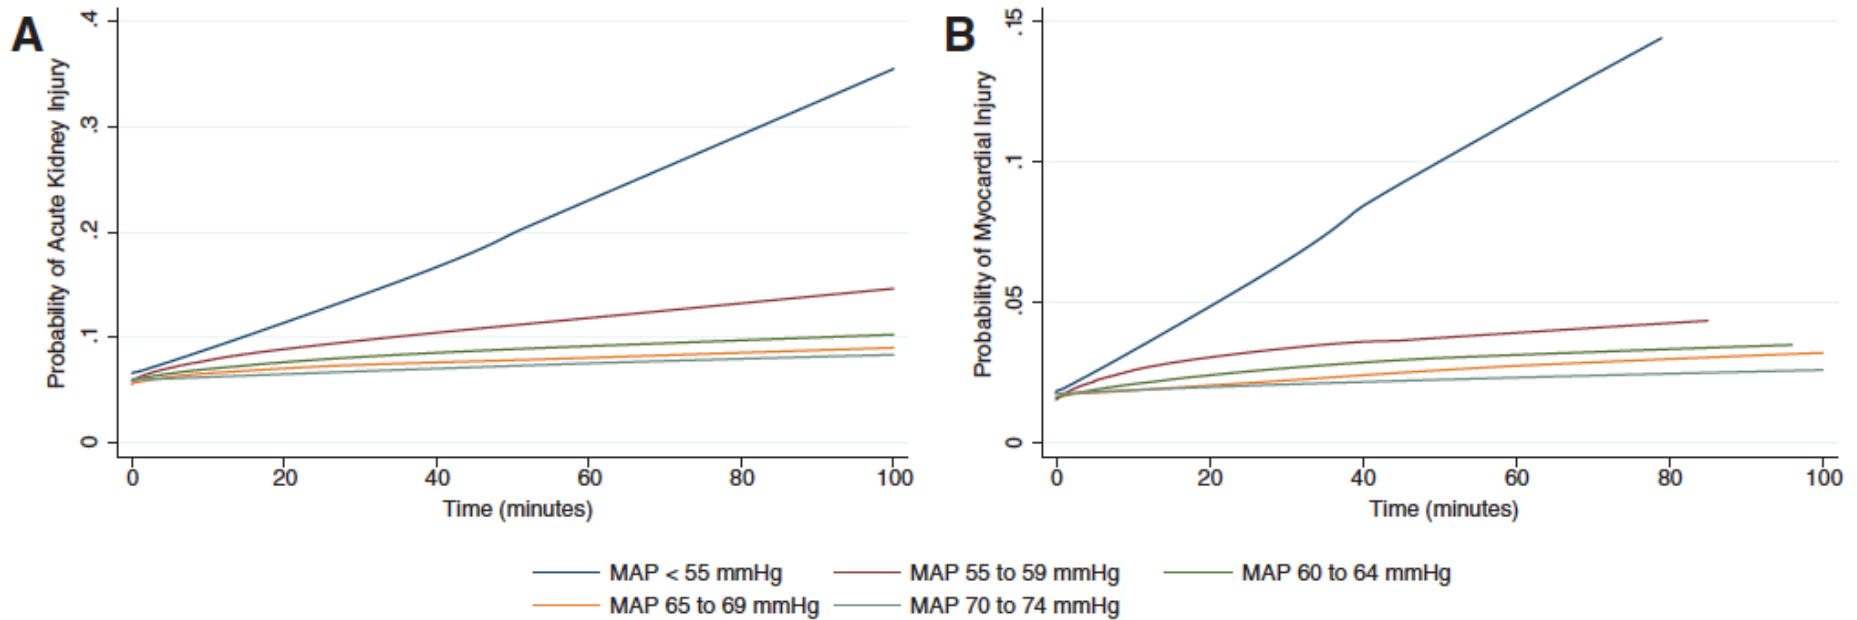 A
Probability of Acute Kidney Injury
.4
.3
.2
.1
0
0 20 40 60 80 100
Time (minutes)
B
Probability of Myocardial Injury
.15
.1
.05
0
0 20 40 60 80 100
Time (minutes)
MAP < 55 mmHg MAP 55 to 59 mmHg MAP 60 to 64 mmHg
MAP 65 to 69 mmHg MAP 70 to 74 mmHg